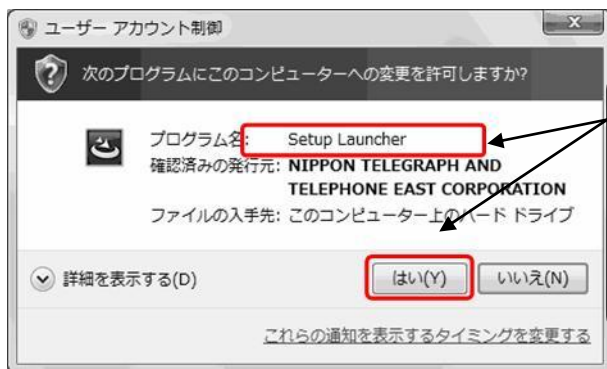 ユーザー アカウント制御
次のプログラムにこのコンピューターへの変更を許可しますか?
プログラム名: Setup Launcher
確認済みの発行元: NIPPON TELEGRAPH AND
TELEPHONE EAST CORPORATION
ファイルの入手先: このコンピューター上のハード ドライブ
詳細を表示する(D) はい(Y) いいえ(N)
これらの通知を表示するタイミングを変更する